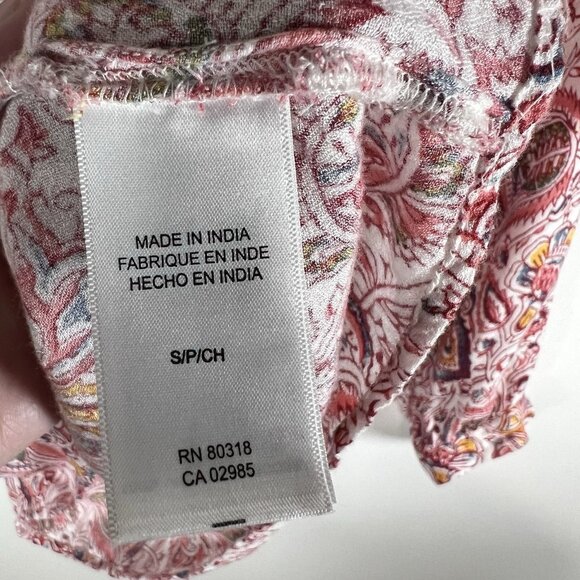 MADE IN INDIA
FABRIQUE EN INDE
HECHO EN INDIA
S/P/CH
RN 80318
CA 02985